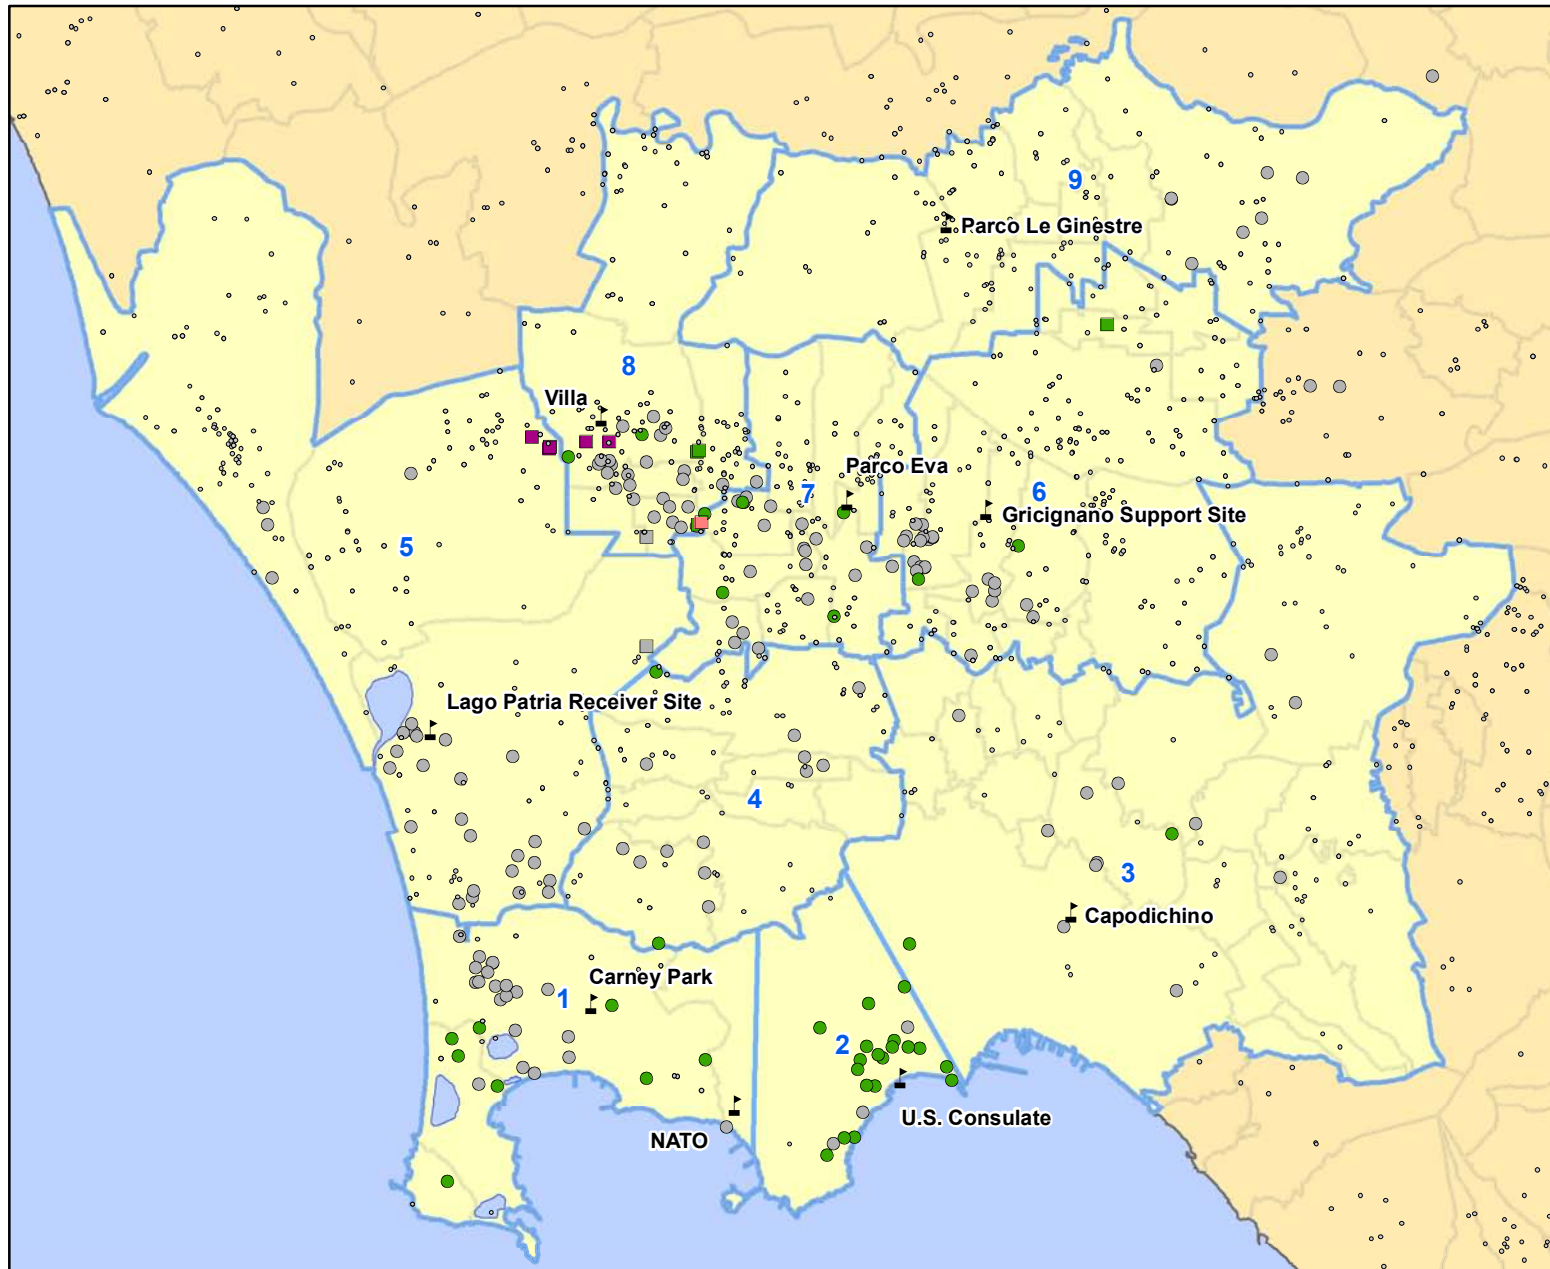 9
Parco Le Ginestre
8
Villa
Parco Eva
7
6
Gricignano Support Site
5
Lago Patria Receiver Site
4
3
Capodichino
Carney Park
1
2
U.S. Consulate
NATO